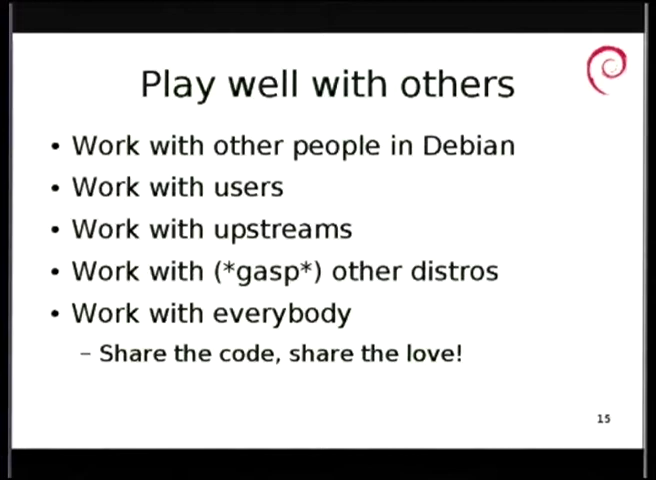 Play well with others
• Work with other people in Debian
• Work with users
• Work with upstreams
• Work with (*gasp*) other distros
• Work with everybody
– Share the code, share the love!
15